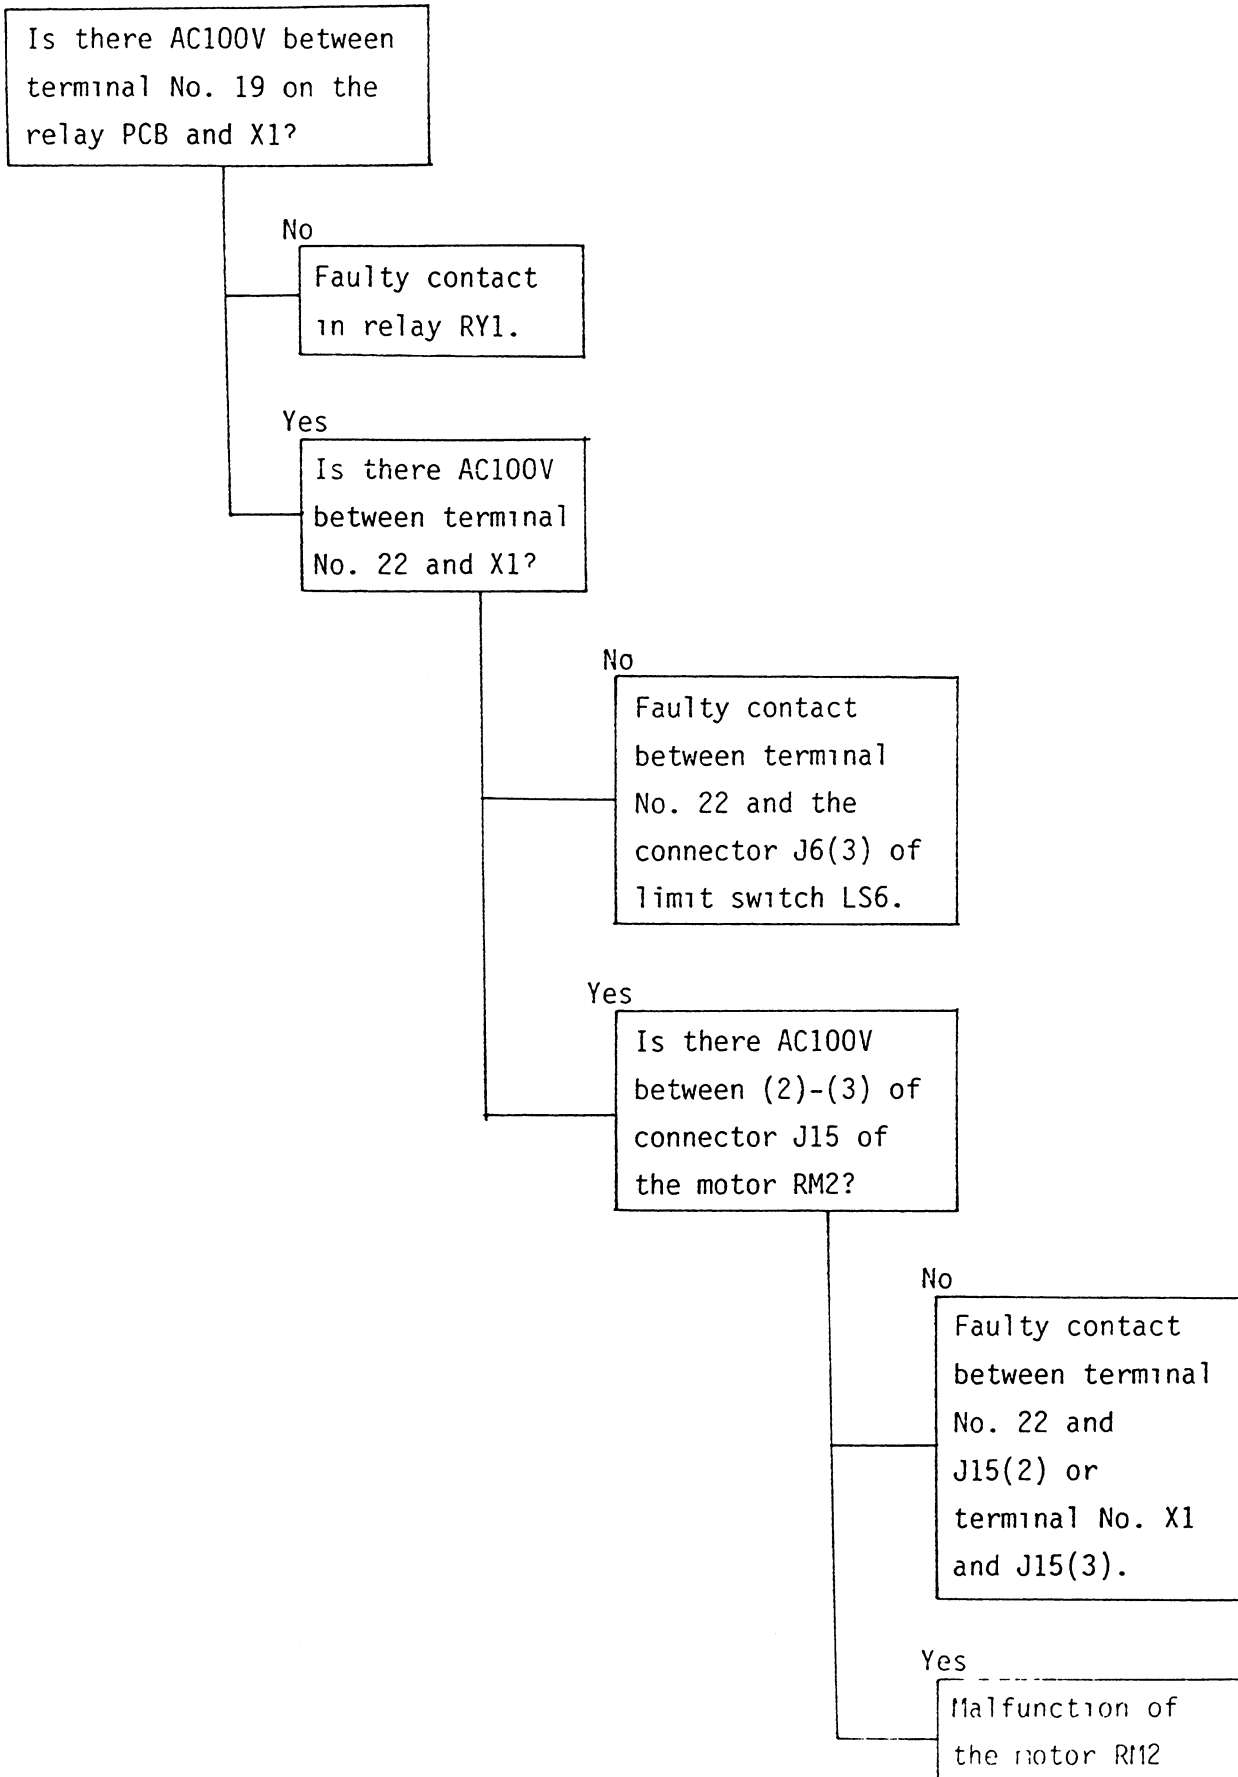 Is there AC100V between
terminal No. 19 on the
relay PCB and X1?
No
Faulty contact
in relay RY1.
Yes
Is there AC100V
between terminal
No. 22 and X1?
No
Faulty contact
between terminal
No. 22 and the
connector J6(3) of
limit switch LS6.
Yes
Is there AC100V
between (2)-(3) of
connector J15 of
the motor RM2?
No
Faulty contact
between terminal
No. 22 and
J15(2) or
terminal No. X1
and J15(3).
Yes
Malfunction of
the motor RM2